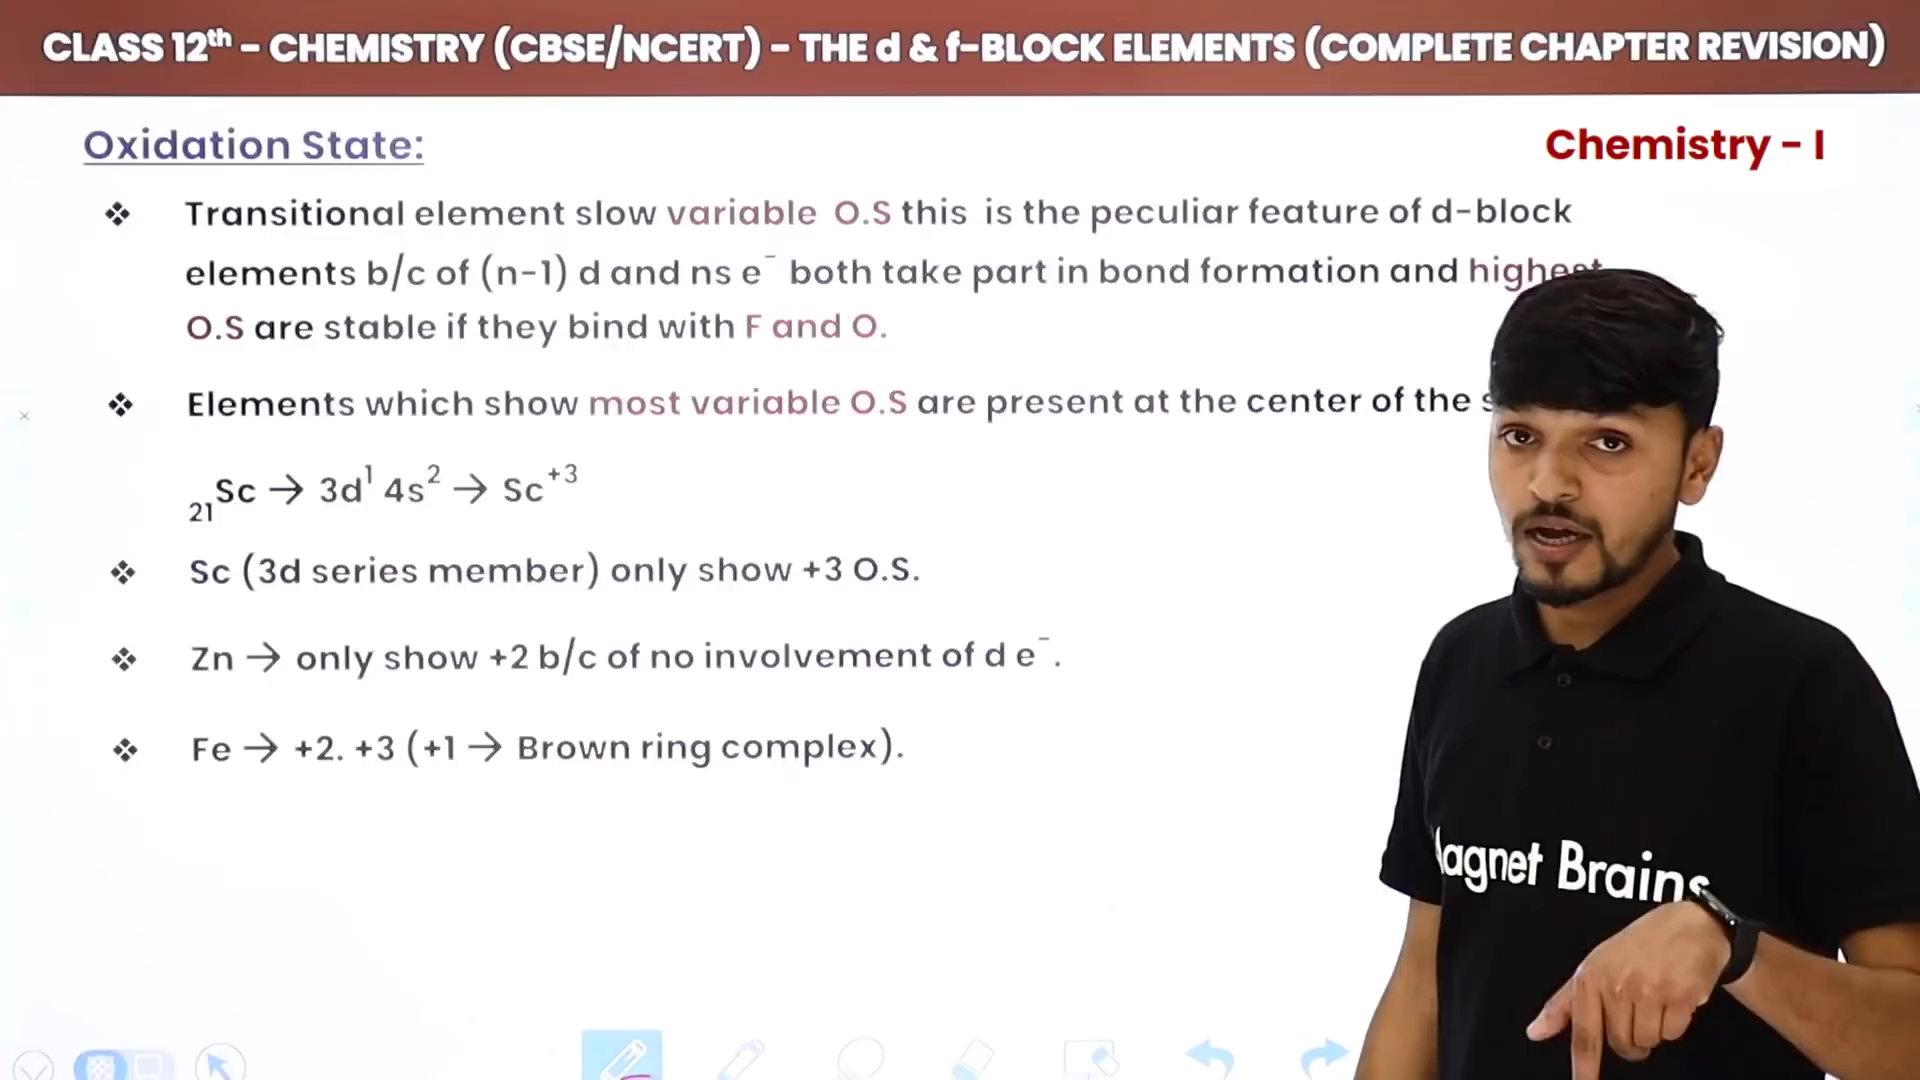 CLASS 12th - CHEMISTRY (CBSE/NCERT) - THE d & f-BLOCK ELEMENTS (COMPLETE CHAPTER REVISION)
Oxidation State:
Chemistry - I
❖ Transitional element slow variable O.S this is the peculiar feature of d-block
elements b/c of (n-1) d and ns e⁻ both take part in bond formation and highest
O.S are stable if they bind with F and O.
❖ Elements which show most variable O.S are present at the center of the
₂₁Sc → 3d¹ 4s² → Sc⁺³
❖ Sc (3d series member) only show +3 O.S.
❖ Zn → only show +2 b/c of no involvement of d e⁻.
❖ Fe → +2. +3 (+1 → Brown ring complex).
agnet Brains